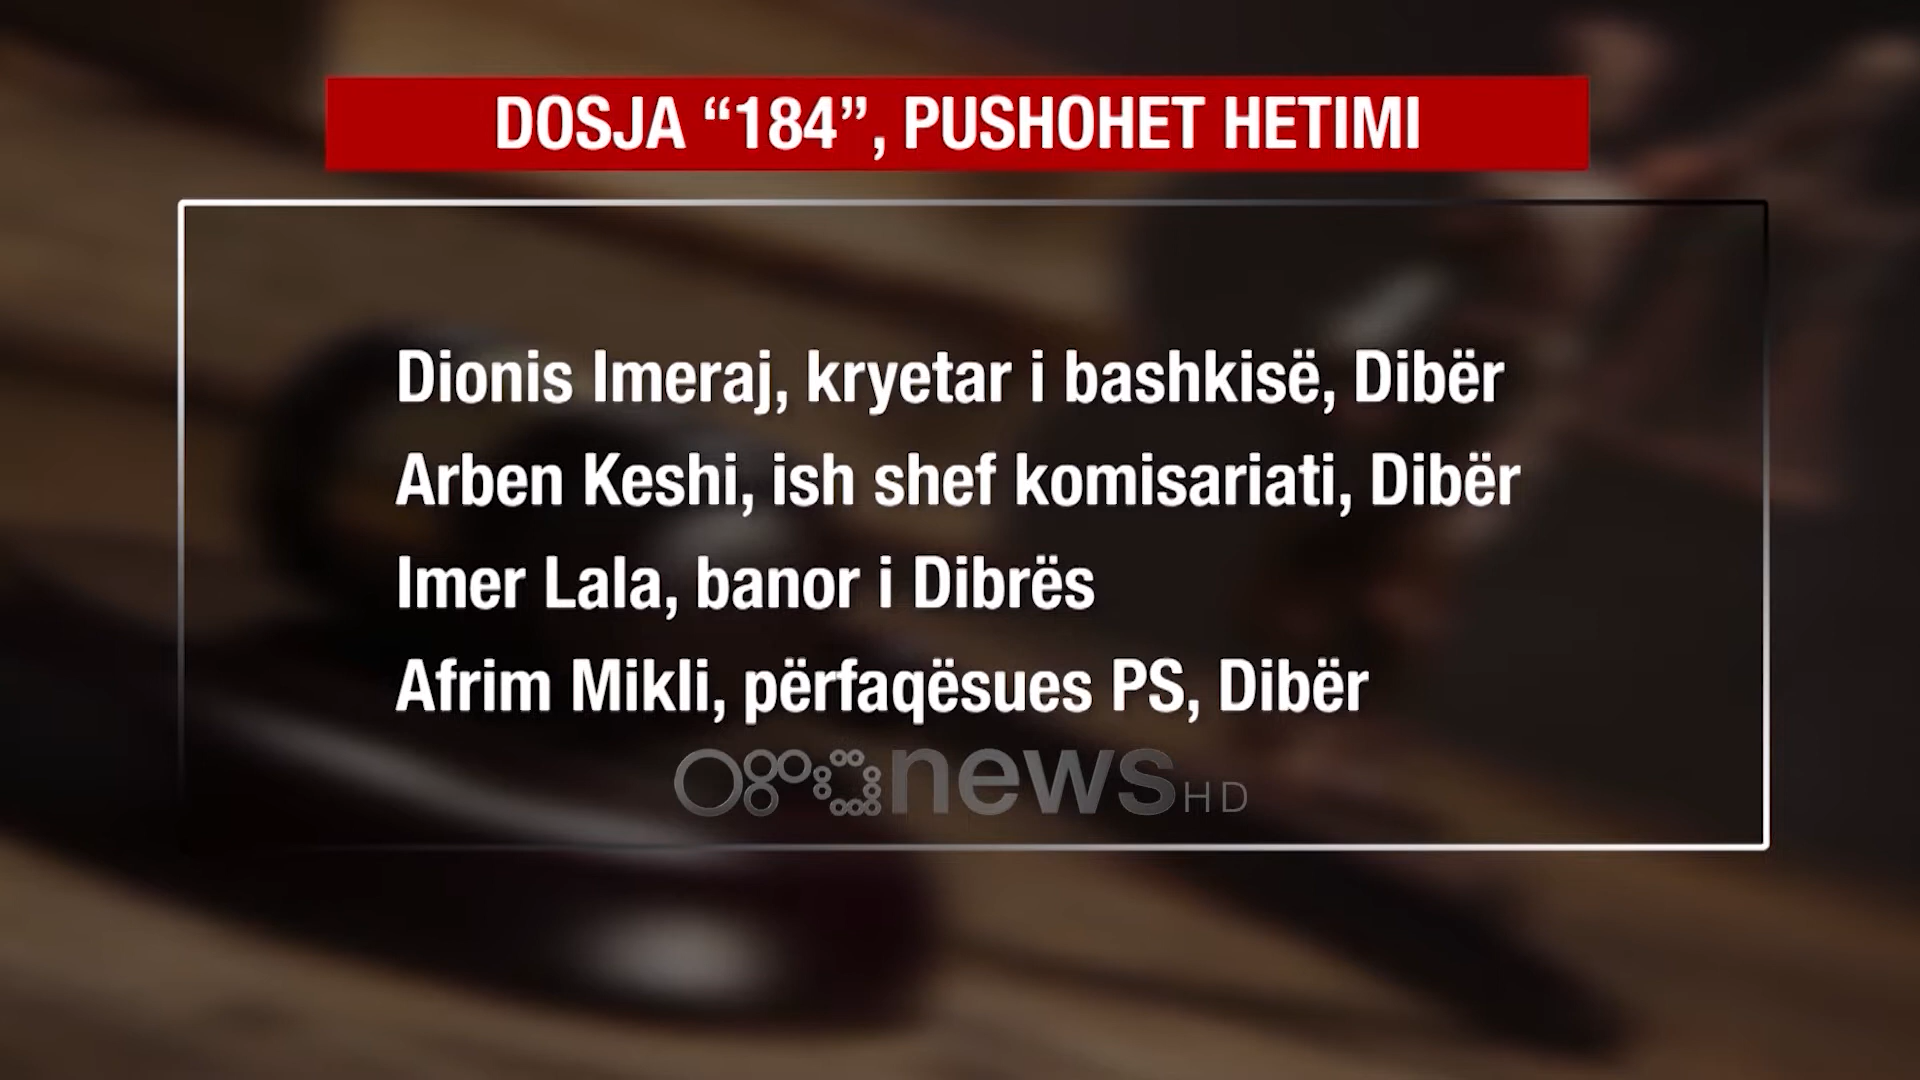 DOSJA “184”, PUSHOHET HETIMI
Dionis Imeraj, kryetar i bashkisë, Dibër
Arben Keshi, ish shef komisariati, Dibër
Imer Lala, banor i Dibrës
Afrim Mikli, përfaqësues PS, Dibër
ora news HD